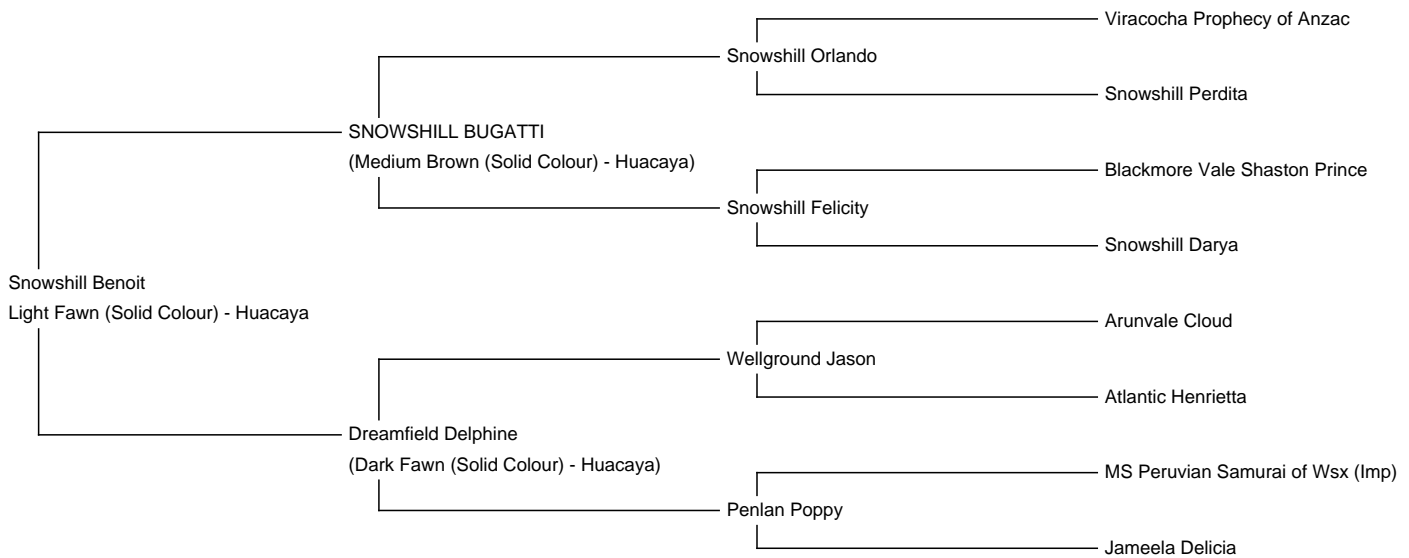 Viracocha Prophecy of Anzac
Snowshill Orlando
Snowshill Perdita
SNOWSHILL BUGATTI
(Medium Brown (Solid Colour) - Huacaya)
Blackmore Vale Shaston Prince
Snowshill Felicity
Snowshill Darya
Snowshill Benoit
Light Fawn (Solid Colour) - Huacaya
Arunvale Cloud
Wellground Jason
Atlantic Henrietta
Dreamfield Delphine
(Dark Fawn (Solid Colour) - Huacaya)
MS Peruvian Samurai of Wsx (Imp)
Penlan Poppy
Jameela Delicia